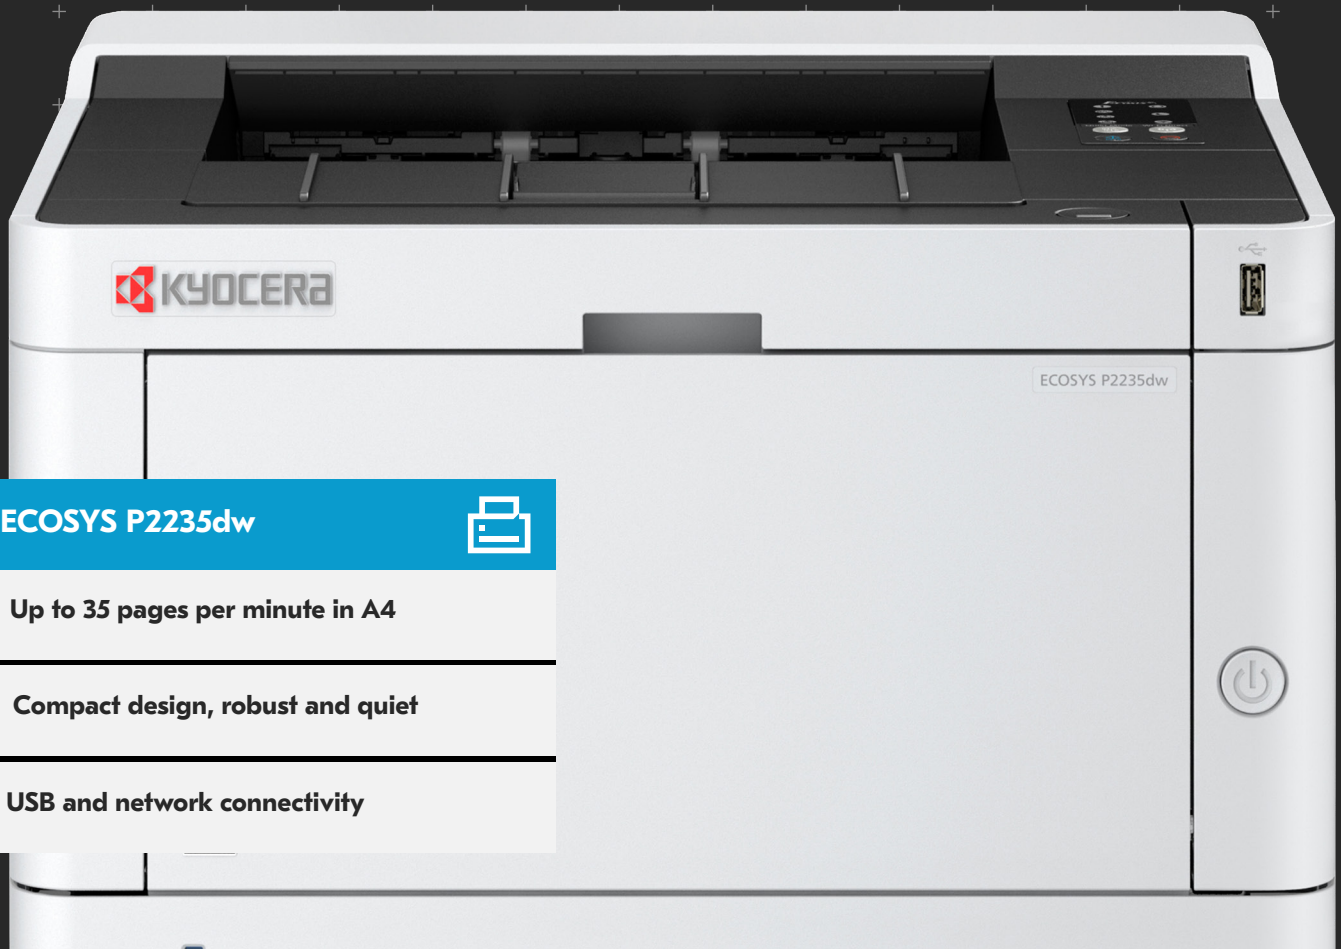 KYOCERA
ECOSYS P2235dw
ECOSYS P2235dw
Up to 35 pages per minute in A4
Compact design, robust and quiet
USB and network connectivity